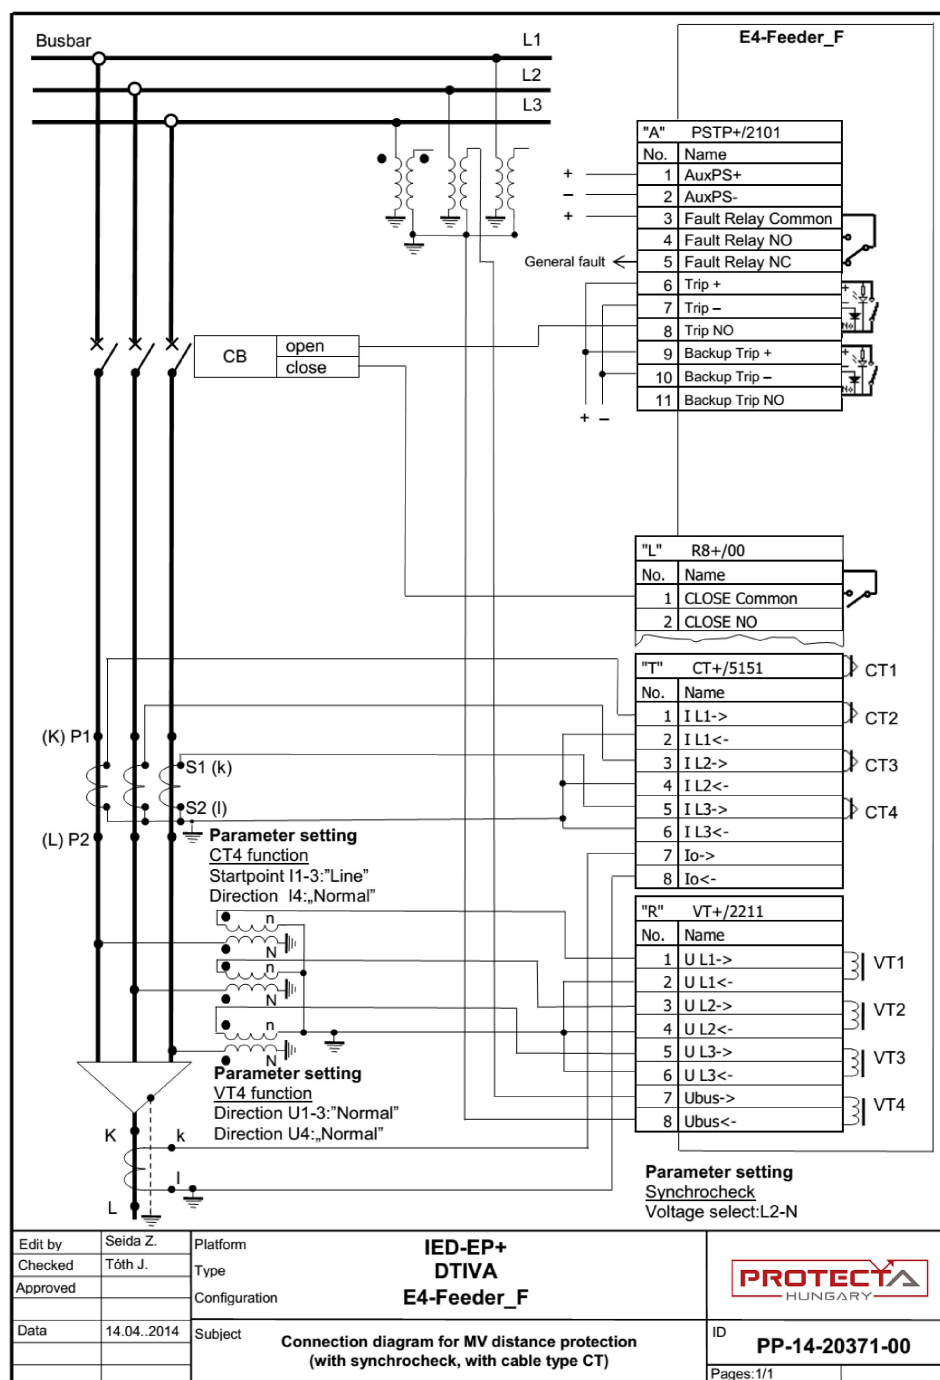 Busbar
L1
L2
L3
E4-Feeder_F
"A" PSTP+/2101
No. Name
1 AuxPS+
2 AuxPS-
3 Fault Relay Common
4 Fault Relay NO
5 Fault Relay NC
6 Trip +
7 Trip –
8 Trip NO
9 Backup Trip +
10 Backup Trip –
11 Backup Trip NO
+
–
+
General fault
+ –
CB
open
close
"L" R8+/00
No. Name
1 CLOSE Common
2 CLOSE NO
"T" CT+/5151
No. Name
1 I L1->
2 I L1<-
3 I L2->
4 I L2<-
5 I L3->
6 I L3<-
7 Io->
8 Io<-
CT1
CT2
CT3
CT4
(K) P1
S1 (k)
S2 (l)
(L) P2
Parameter setting
CT4 function
Startpoint I1-3:"Line"
Direction I4:„Normal”
n
N
n
N
n
N
"R" VT+/2211
No. Name
1 U L1->
2 U L1<-
3 U L2->
4 U L2<-
5 U L3->
6 U L3<-
7 Ubus->
8 Ubus<-
VT1
VT2
VT3
VT4
Parameter setting
VT4 function
Direction U1-3:"Normal"
Direction U4:„Normal”
K
k
l
L
Parameter setting
Synchrocheck
Voltage select:L2-N
Edit by Seida Z.
Checked Tóth J.
Approved
Data 14.04..2014
Platform IED-EP+
Type DTIVA
Configuration E4-Feeder_F
Subject Connection diagram for MV distance protection
(with synchrocheck, with cable type CT)
PROTECTA
HUNGARY
ID
PP-14-20371-00
Pages:1/1